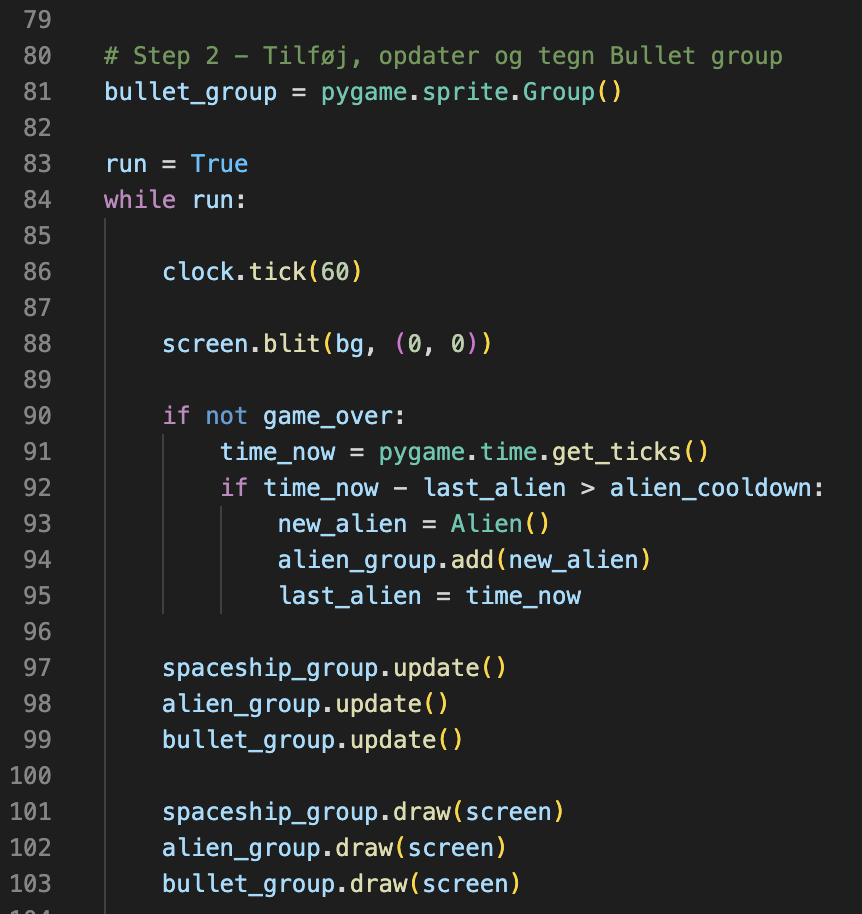 79
80 # Step 2 – Tilføj, opdater og tegn Bullet group
81 bullet_group = pygame.sprite.Group()
82
83 run = True
84 while run:
85
86     clock.tick(60)
87
88     screen.blit(bg, (0, 0))
89
90     if not game_over:
91         time_now = pygame.time.get_ticks()
92         if time_now - last_alien > alien_cooldown:
93             new_alien = Alien()
94             alien_group.add(new_alien)
95             last_alien = time_now
96
97     spaceship_group.update()
98     alien_group.update()
99     bullet_group.update()
100
101     spaceship_group.draw(screen)
102     alien_group.draw(screen)
103     bullet_group.draw(screen)